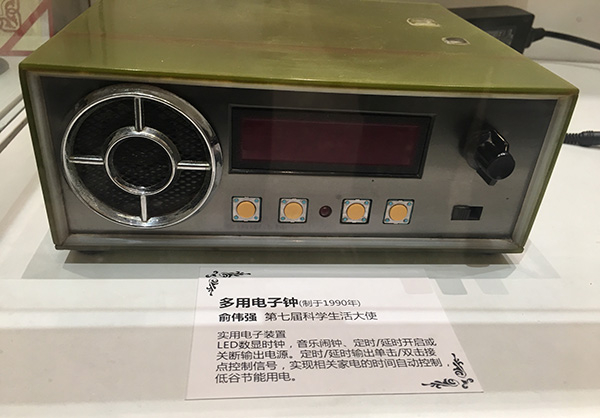 多用电子钟(制于1990年)
俞伟强 第七届科学生活大使
实用电子装置
LED数显时钟，音乐闹钟、定时/延时开启或
关断输出电源。定时/延时输出单击/双击接
点控制信号，实现相关家电的时间自动控制
低谷节能用电。